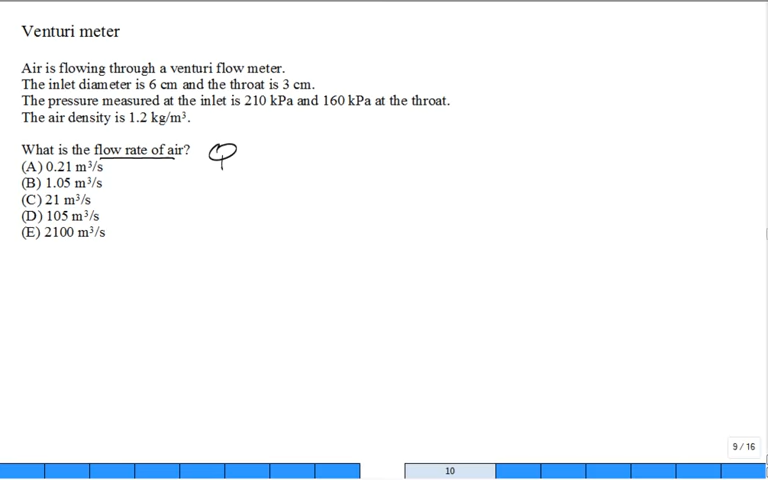 Venturi meter
Air is flowing through a venturi flow meter.
The inlet diameter is 6 cm and the throat is 3 cm.
The pressure measured at the inlet is 210 kPa and 160 kPa at the throat.
The air density is 1.2 kg/m³.
What is the flow rate of air? Q
(A) 0.21 m³/s
(B) 1.05 m³/s
(C) 21 m³/s
(D) 105 m³/s
(E) 2100 m³/s
9 / 16
10